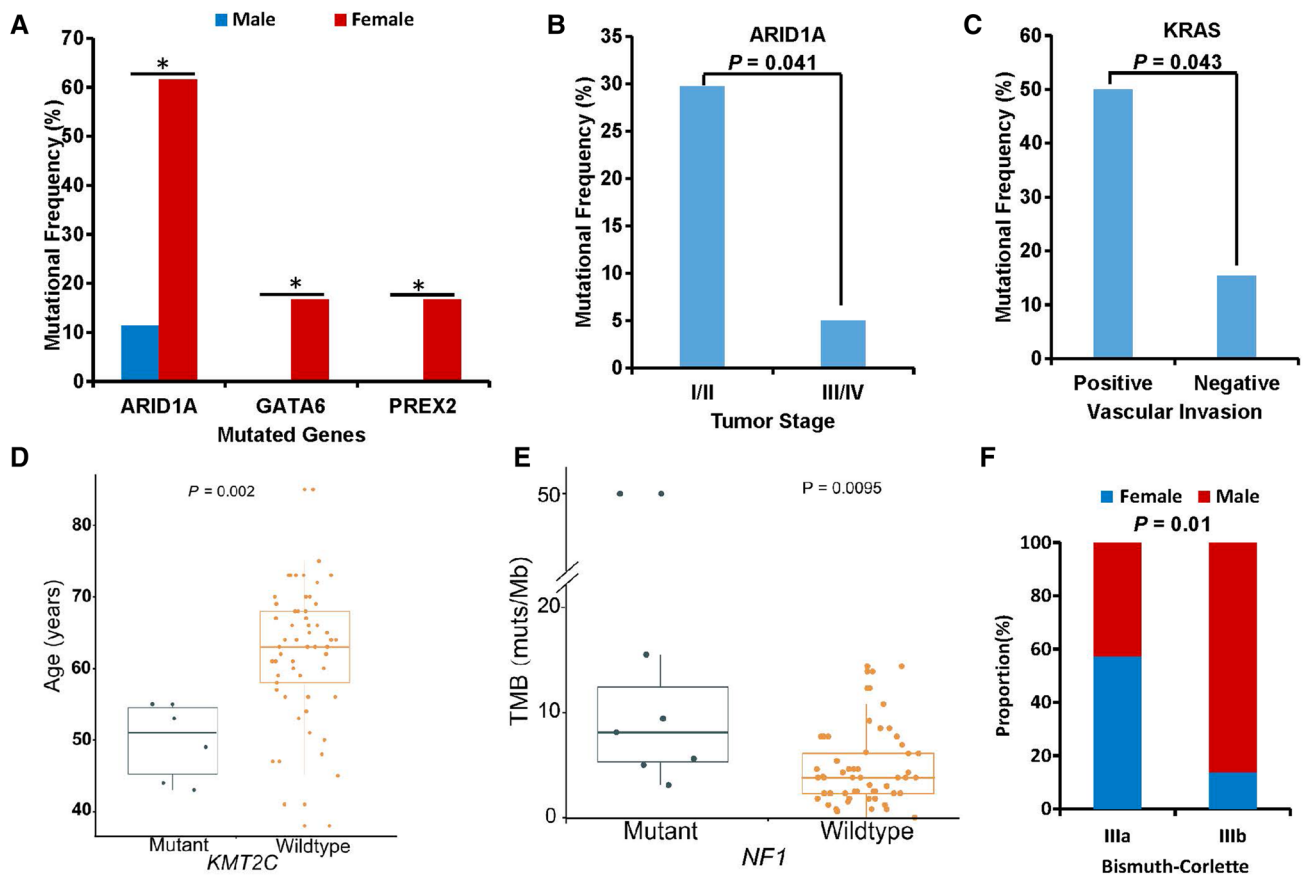 A
Male
Female
70
60
50
40
30
20
10
0
Mutational Frequency (%)
*
*
*
ARID1A
GATA6
PREX2
Mutated Genes
B
ARID1A
P = 0.041
35
30
25
20
15
10
5
0
Mutational Frequency (%)
I/II
III/IV
Tumor Stage
C
KRAS
P = 0.043
60
50
40
30
20
10
0
Mutational Frequency (%)
Positive
Negative
Vascular Invasion
D
P = 0.002
80
70
60
50
40
Age (years)
Mutant
Wildtype
KMT2C
E
P = 0.0095
50
20
10
0
TMB (muts/Mb)
Mutant
Wildtype
NF1
F
Female
Male
P = 0.01
100
80
60
40
20
0
Proportion(%)
IIIa
IIIb
Bismuth-Corlette